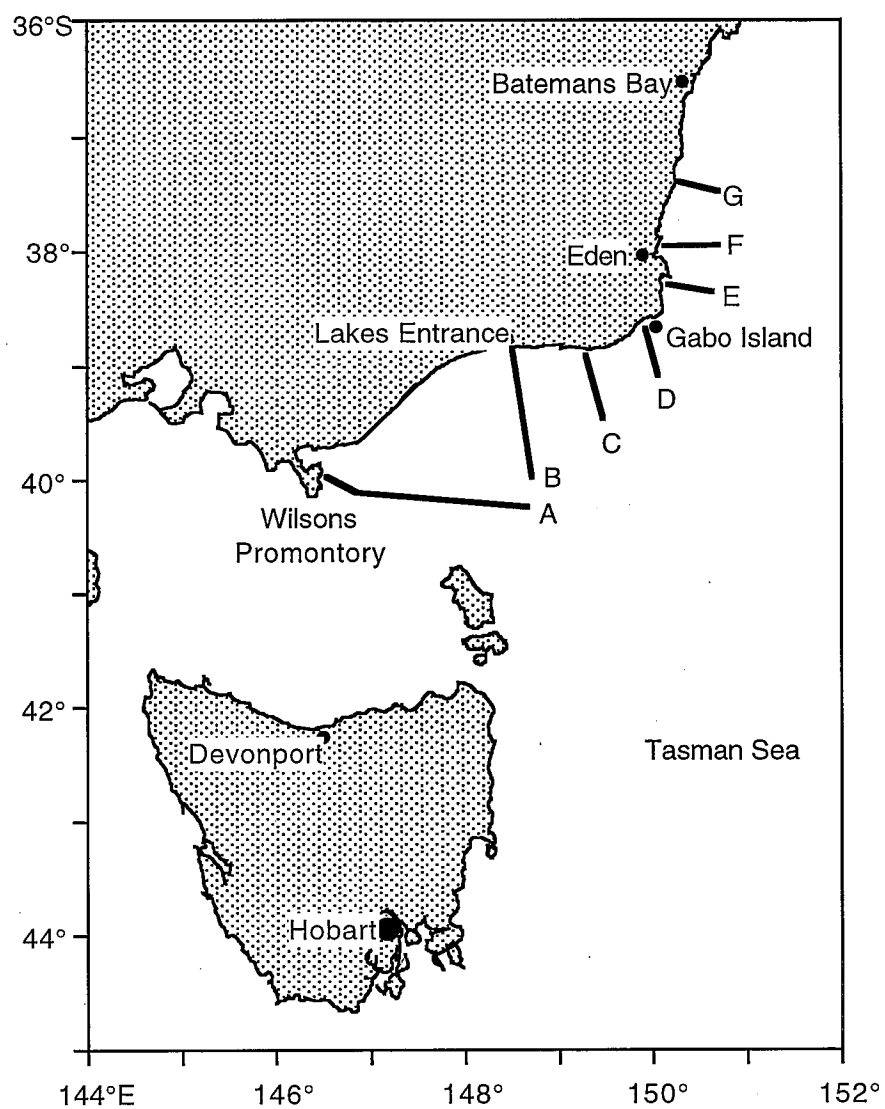 36°S
Batemans Bay
G
38°
Eden
F
E
Lakes Entrance
Gabo Island
D
C
B
40°
A
Wilsons
Promontory
42°
Devonport
Tasman Sea
44°
Hobart
144°E
146°
148°
150°
152°